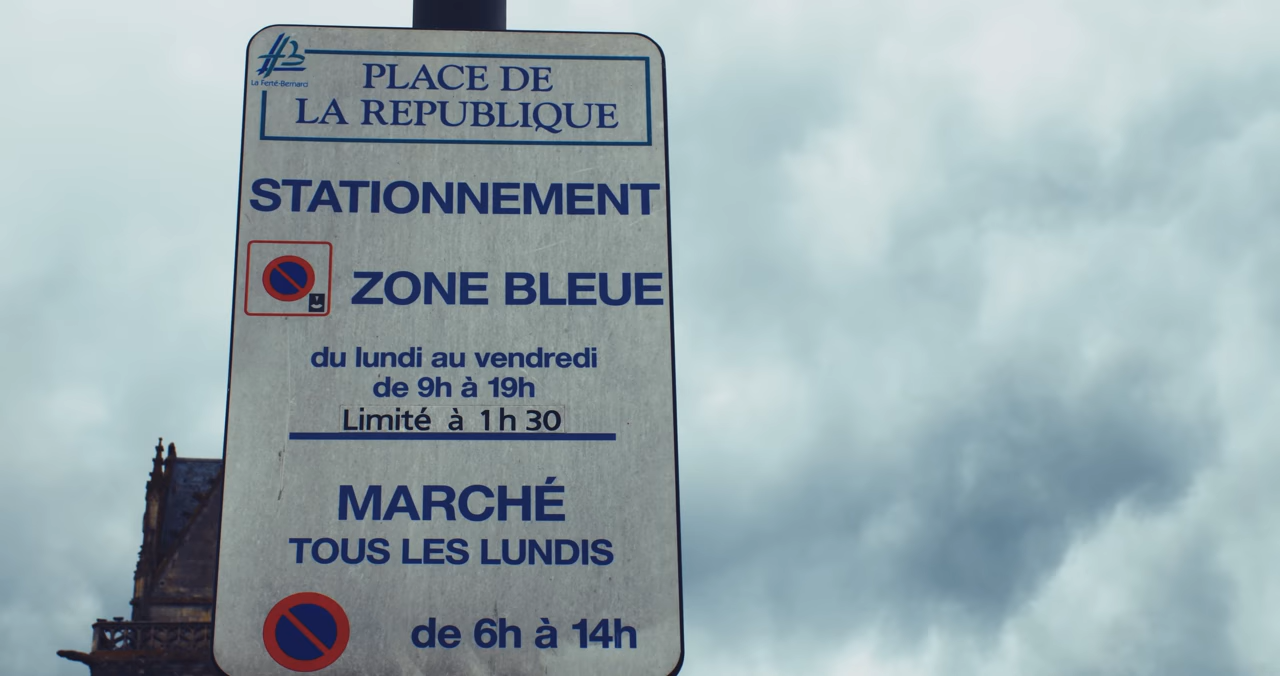 La Ferté-Bernard
PLACE DE
LA REPUBLIQUE
STATIONNEMENT
ZONE BLEUE
du lundi au vendredi
de 9h à 19h
Limité à 1h30
MARCHÉ
TOUS LES LUNDIS
de 6h à 14h